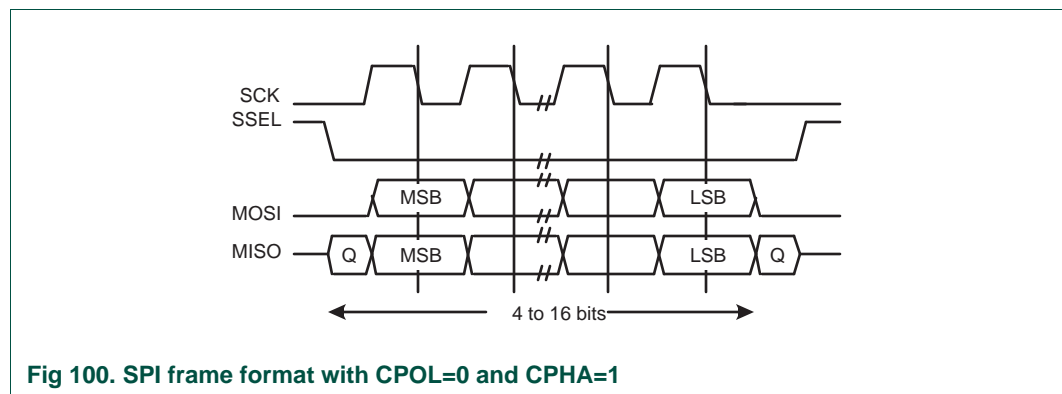 SCK
SSEL
MOSI
MSB
LSB
MISO
Q
MSB
LSB
Q
4 to 16 bits
Fig 100. SPI frame format with CPOL=0 and CPHA=1